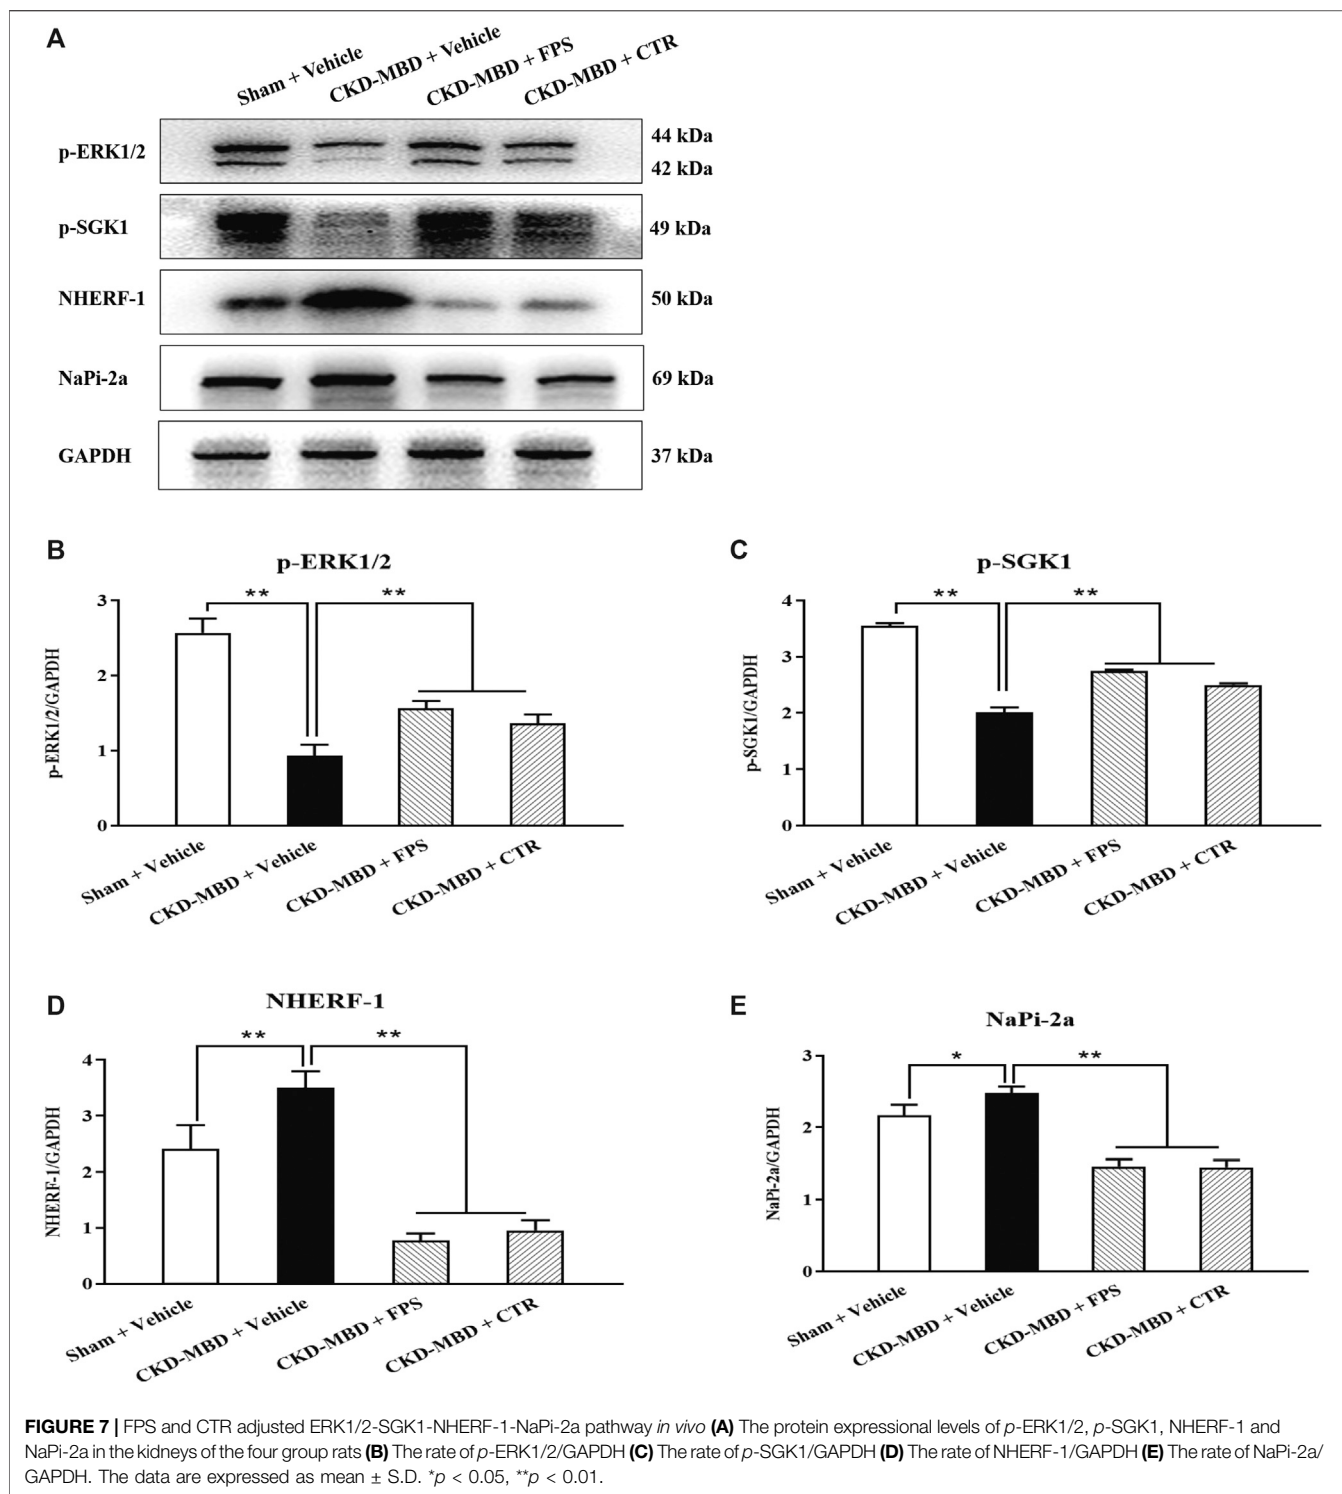 A
Sham + Vehicle
CKD-MBD + Vehicle
CKD-MBD + FPS
CKD-MBD + CTR
p-ERK1/2
44 kDa
42 kDa
p-SGK1
49 kDa
NHERF-1
50 kDa
NaPi-2a
69 kDa
GAPDH
37 kDa
B
p-ERK1/2
p-ERK1/2/GAPDH
3
2
1
0
**
**
Sham + Vehicle
CKD-MBD + Vehicle
CKD-MBD + FPS
CKD-MBD + CTR
C
p-SGK1
p-SGK1/GAPDH
4
3
2
1
0
**
**
Sham + Vehicle
CKD-MBD + Vehicle
CKD-MBD + FPS
CKD-MBD + CTR
D
NHERF-1
NHERF-1/GAPDH
4
3
2
1
0
**
**
Sham + Vehicle
CKD-MBD + Vehicle
CKD-MBD + FPS
CKD-MBD + CTR
E
NaPi-2a
NaPi-2a/GAPDH
3
2
1
0
*
**
Sham + Vehicle
CKD-MBD + Vehicle
CKD-MBD + FPS
CKD-MBD + CTR
FIGURE 7 | FPS and CTR adjusted ERK1/2-SGK1-NHERF-1-NaPi-2a pathway in vivo (A) The protein expressional levels of p-ERK1/2, p-SGK1, NHERF-1 and
NaPi-2a in the kidneys of the four group rats (B) The rate of p-ERK1/2/GAPDH (C) The rate of p-SGK1/GAPDH (D) The rate of NHERF-1/GAPDH (E) The rate of NaPi-2a/
GAPDH. The data are expressed as mean ± S.D. *p < 0.05, **p < 0.01.